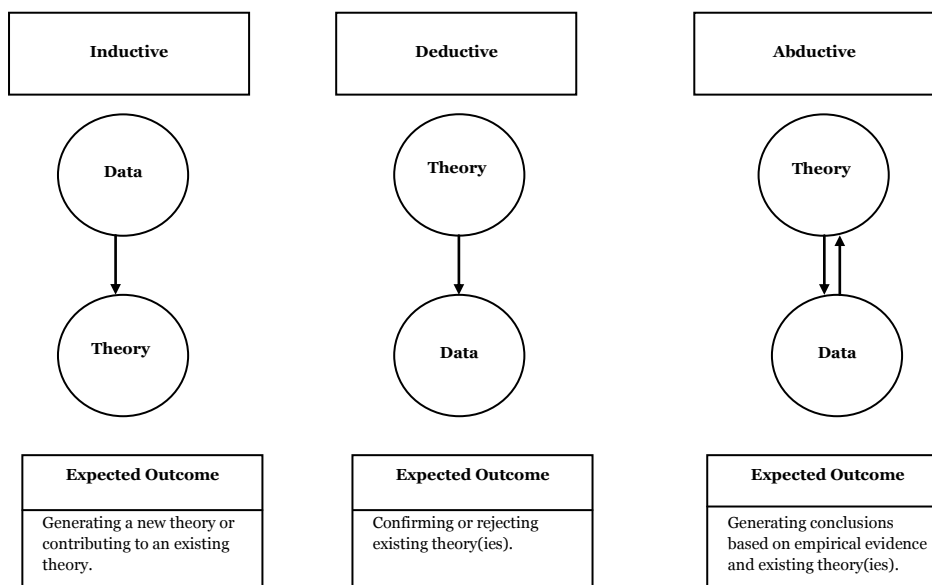 Inductive
Deductive
Abductive
Data
Theory
Theory
Theory
Data
Data
Expected Outcome
Generating a new theory or
contributing to an existing
theory.
Expected Outcome
Confirming or rejecting
existing theory(ies).
Expected Outcome
Generating conclusions
based on empirical evidence
and existing theory(ies).